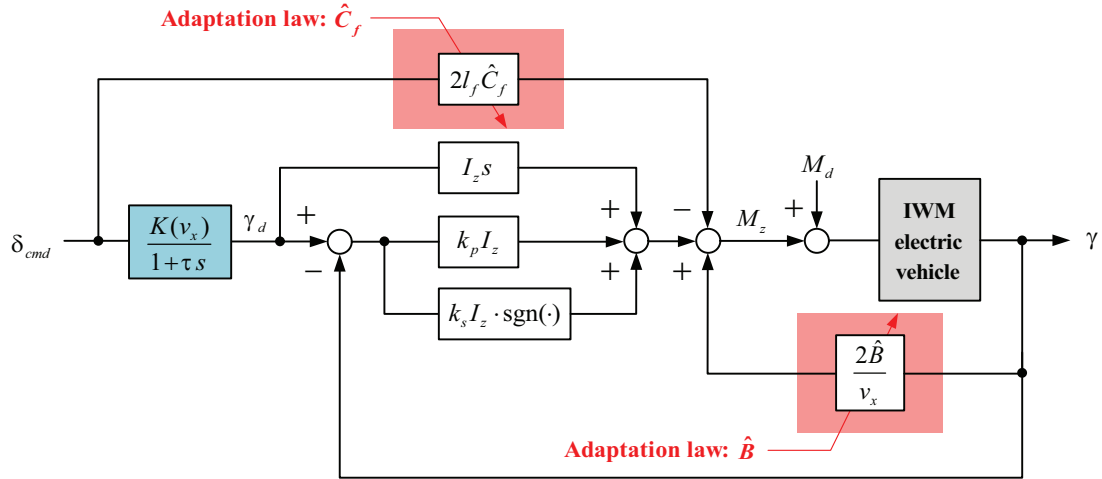 Adaptation law: Ĉ_f
2l_f Ĉ_f
I_z s
M_d
δ_cmd
K(v_x)
1+τs
γ_d
+
−
k_p I_z
k_s I_z · sgn(·)
+
+
−
+
M_z
+
IWM
electric
vehicle
γ
2B̂
v_x
Adaptation law: B̂